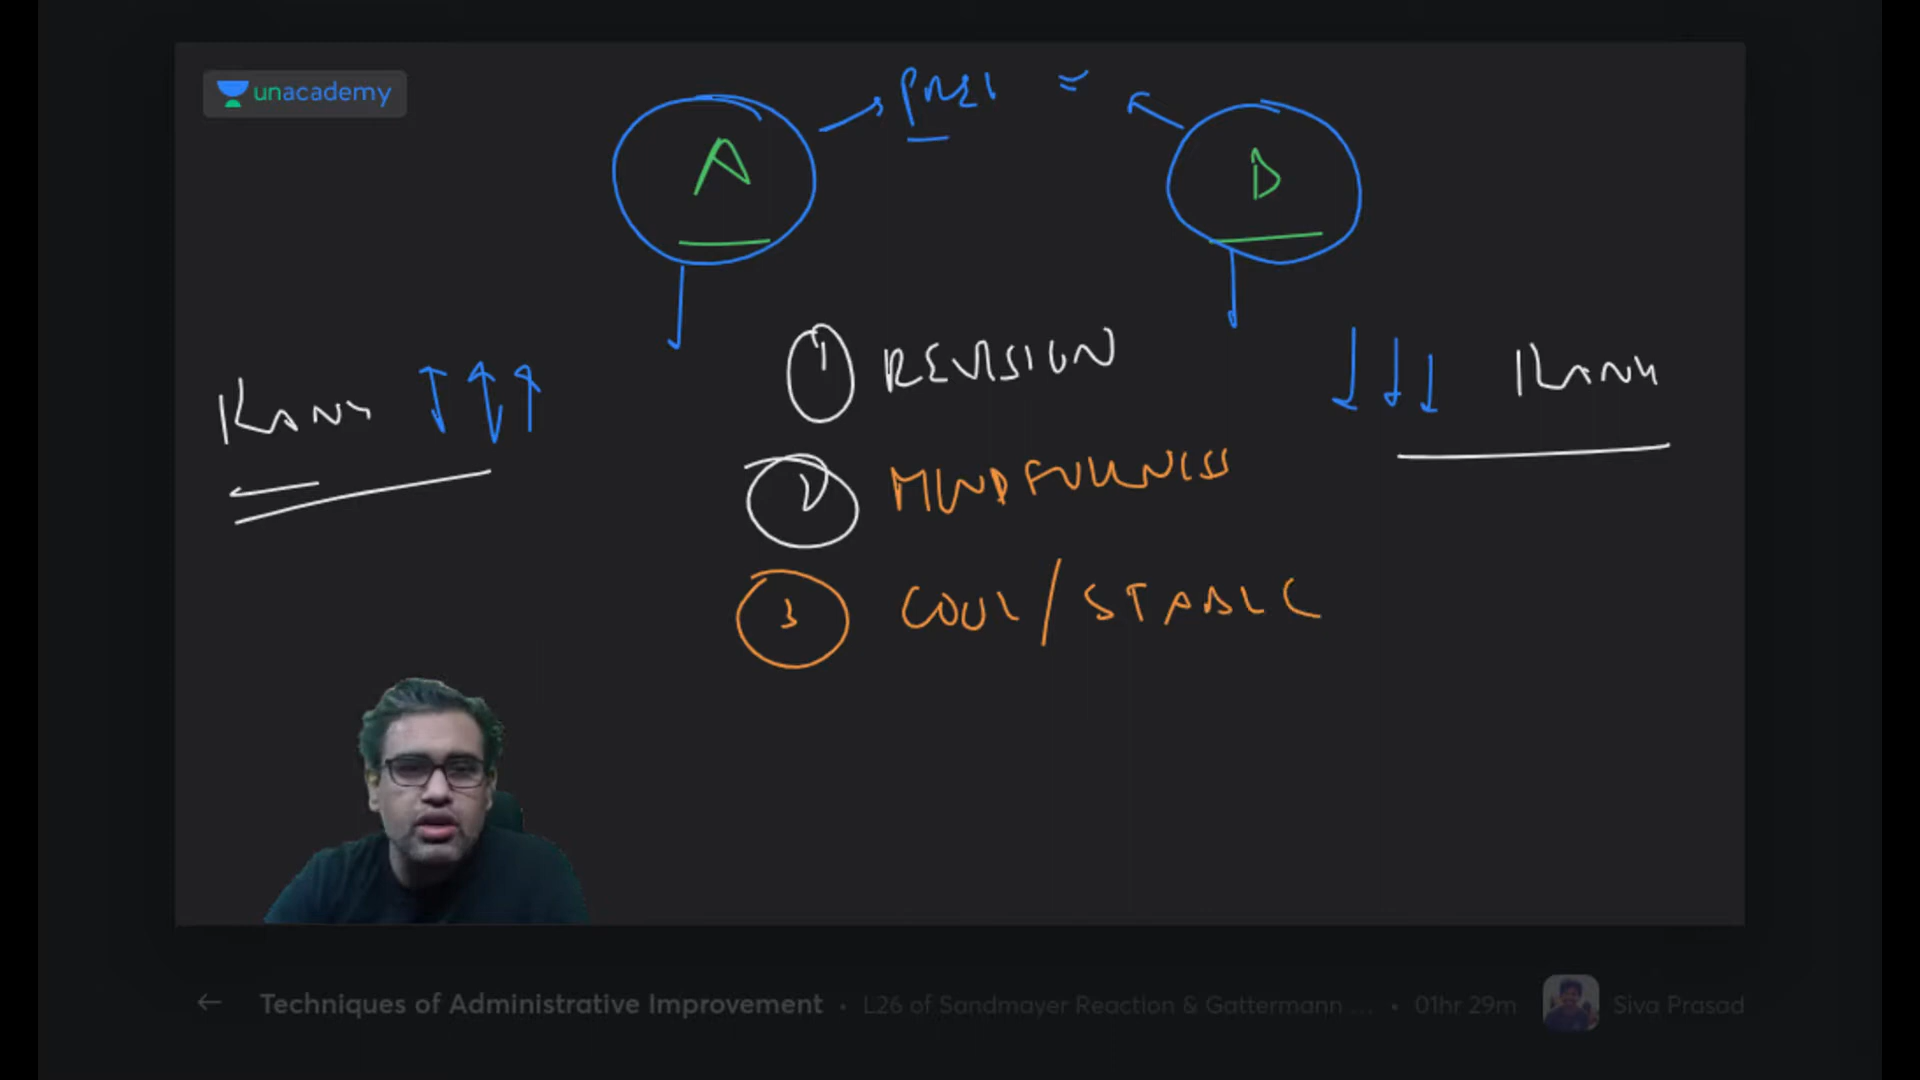 unacademy
A → PREP = D
Rank ↑↑↑
1 REVISION
↓↓↓ Rank
2 MINDFULLNESS
3 COOL/STABLE
← Techniques of Administrative Improvement • L26 of Sandmayer Reaction & Gattermann ... • 01hr 29m Siva Prasad